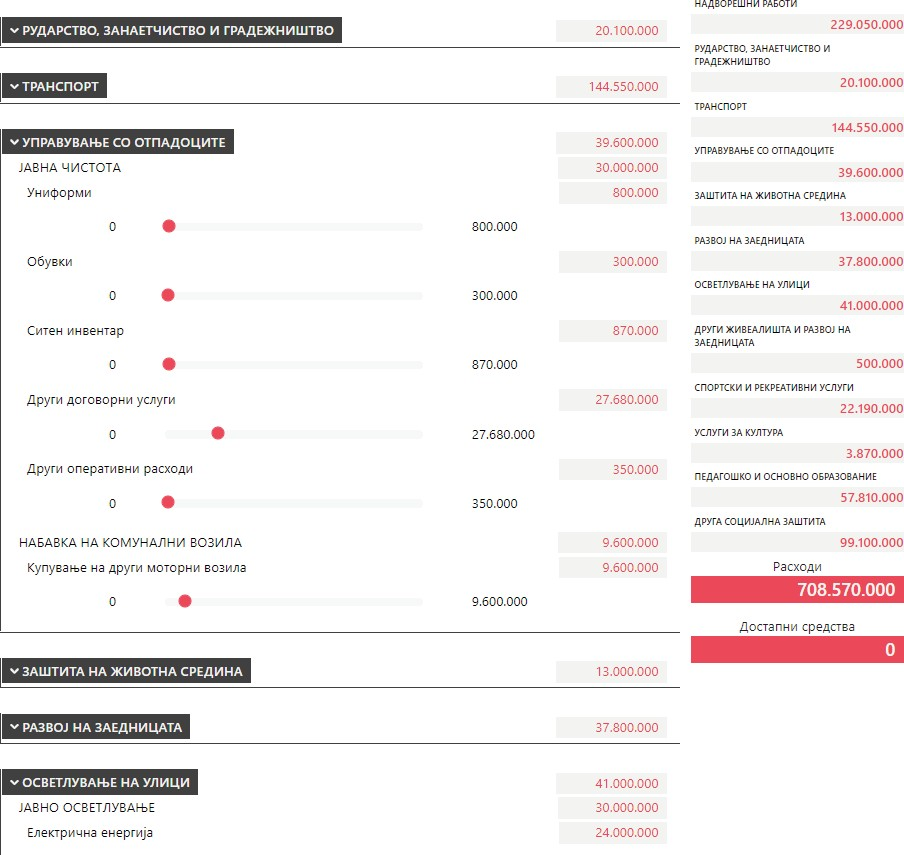 РУДАРСТВО, ЗАНАЕТЧИСТВО И ГРАДЕЖНИШТВО 20.100.000
ТРАНСПОРТ 144.550.000
УПРАВУВАЊЕ СО ОТПАДОЦИТЕ 39.600.000
ЈАВНА ЧИСТОТА 30.000.000
Униформи 800.000
0 800.000
Обувки 300.000
0 300.000
Ситен инвентар 870.000
0 870.000
Други договорни услуги 27.680.000
0 27.680.000
Други оперативни расходи 350.000
0 350.000
НАБАВКА НА КОМУНАЛНИ ВОЗИЛА 9.600.000
Купување на други моторни возила 9.600.000
0 9.600.000
ЗАШТИТА НА ЖИВОТНА СРЕДИНА 13.000.000
РАЗВОЈ НА ЗАЕДНИЦАТА 37.800.000
ОСВЕТЛУВАЊЕ НА УЛИЦИ 41.000.000
ЈАВНО ОСВЕТЛУВАЊЕ 30.000.000
Електрична енергија 24.000.000
НАДВОРЕШНИ РАБОТИ
229.050.000
РУДАРСТВО, ЗАНАЕТЧИСТВО И
ГРАДЕЖНИШТВО
20.100.000
ТРАНСПОРТ
144.550.000
УПРАВУВАЊЕ СО ОТПАДОЦИТЕ
39.600.000
ЗАШТИТА НА ЖИВОТНА СРЕДИНА
13.000.000
РАЗВОЈ НА ЗАЕДНИЦАТА
37.800.000
ОСВЕТЛУВАЊЕ НА УЛИЦИ
41.000.000
ДРУГИ ЖИВЕАЛИШТА И РАЗВОЈ НА
ЗАЕДНИЦАТА
500.000
СПОРТСКИ И РЕКРЕАТИВНИ УСЛУГИ
22.190.000
УСЛУГИ ЗА КУЛТУРА
3.870.000
ПЕДАГОШКО И ОСНОВНО ОБРАЗОВАНИЕ
57.810.000
ДРУГА СОЦИЈАЛНА ЗАШТИТА
99.100.000
Расходи
708.570.000
Достапни средства
0